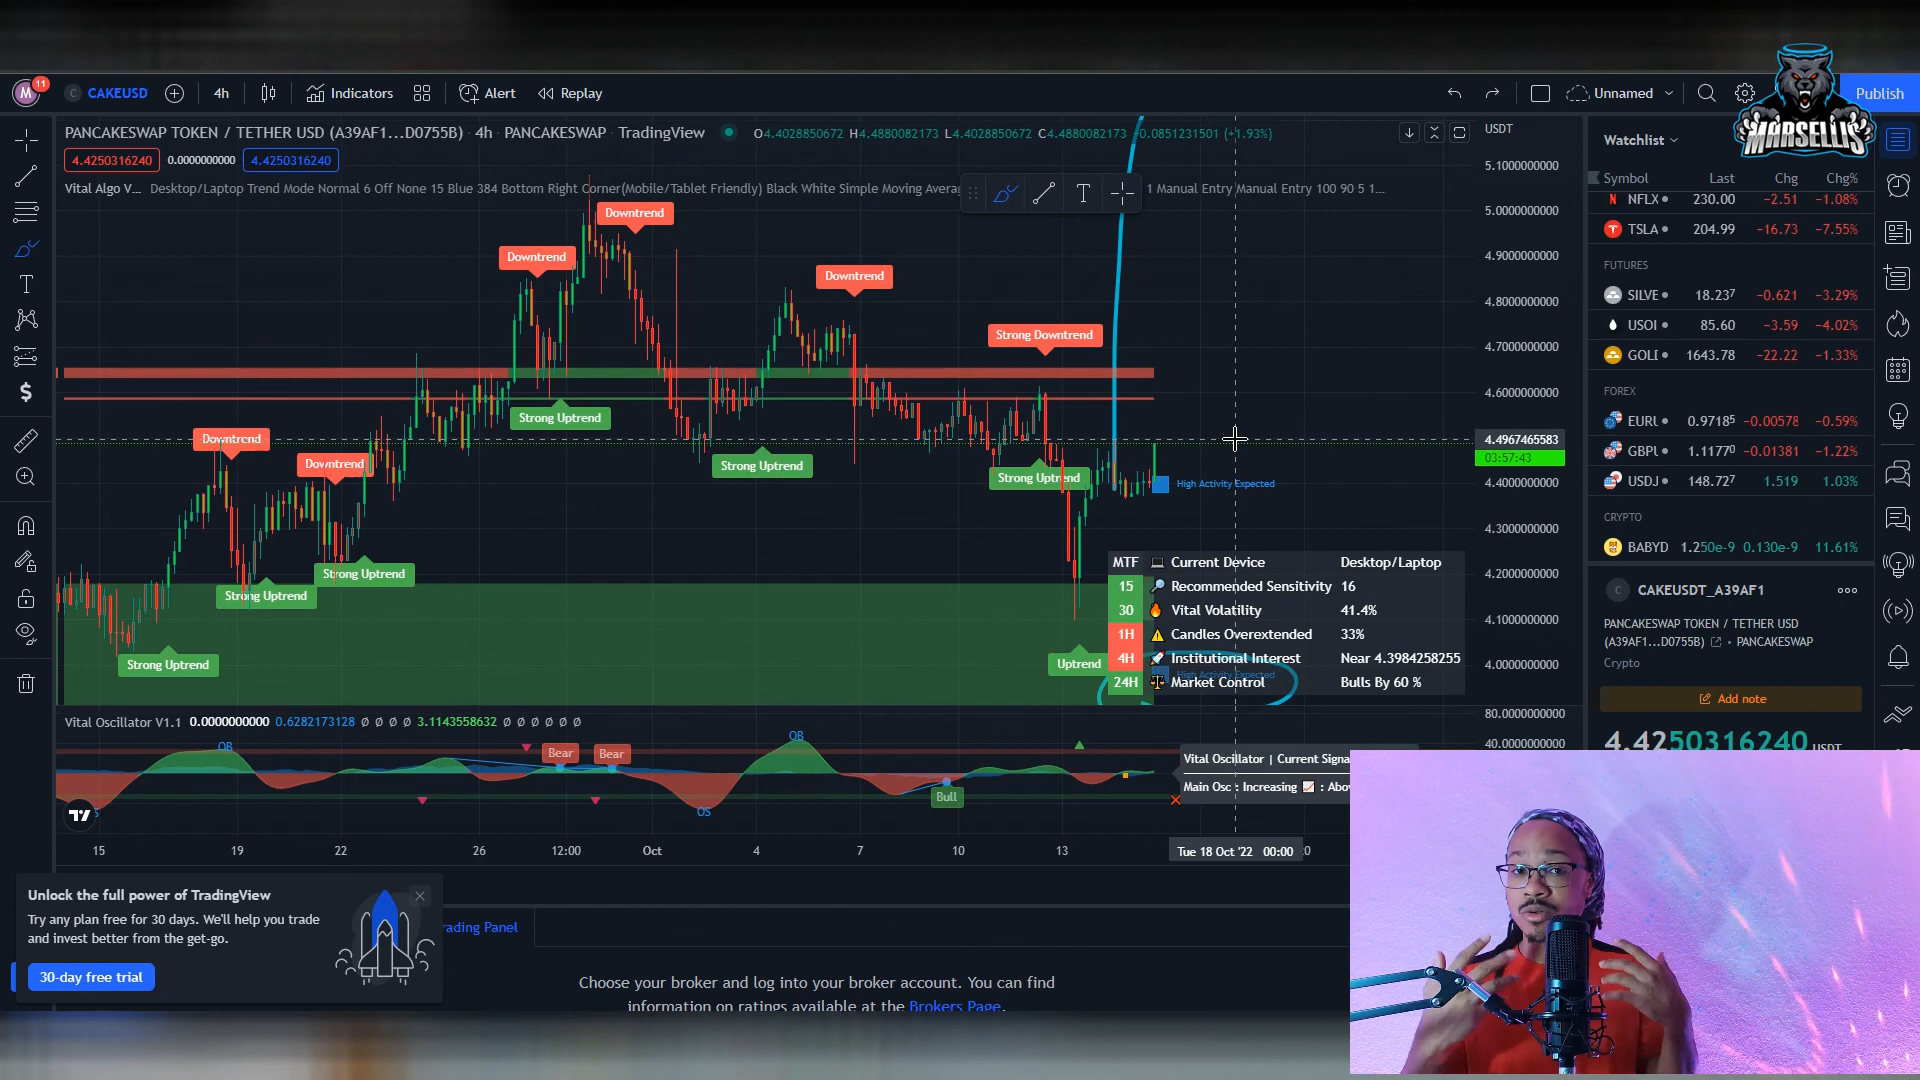 M 11 C CAKEUSD 4h Indicators Alert Replay Unnamed Publish
MARSELLIS
PANCAKESWAP TOKEN / TETHER USD (A39AF1...D0755B) · 4h · PANCAKESWAP · TradingView O4.4028850672 H4.4880082173 L4.4028850672 C4.4880082173 -0.0851231501 (+1.93%) USDT
4.4250316240 0.0000000000 4.4250316240
Vital Algo V... Desktop/Laptop Trend Mode Normal 6 Off None 15 Blue 384 Bottom Right Corner(Mobile/Tablet Friendly) Black White Simple Moving Avera 1 Manual Entry Manual Entry 100 90 5 1...
T
T
Downtrend
Downtrend
Downtrend
Strong Downtrend
Strong Uptrend
Downtrend
Downtrend
Strong Uptrend
Strong Uptrend
Strong Uptrend
Strong Uptrend
Strong Uptrend
Uptrend
High Activity Expected
High Activity Expected
5.1000000000
5.0000000000
4.9000000000
4.8000000000
4.7000000000
4.6000000000
4.4967465583
03:57:43
4.4000000000
4.3000000000
4.2000000000
4.1000000000
4.0000000000
80.0000000000
40.0000000000
MTF Current Device Desktop/Laptop
15 Recommended Sensitivity 16
30 Vital Volatility 41.4%
1H Candles Overextended 33%
4H Institutional Interest Near 4.3984258255
24H Market Control Bulls By 60 %
Vital Oscillator V1.1 0.0000000000 0.6282173128 ø ø ø ø 3.1143558632 ø ø ø ø ø ø
OB
Bear
Bear
OB
Bull
OS
Vital Oscillator | Current Signa
Main Osc : Increasing : Abov
15 19 22 26 12:00 Oct 4 7 10 13 Tue 18 Oct '22 00:00
Watchlist
Symbol Last Chg Chg%
NFLX 230.00 −2.51 −1.08%
TSLA 204.99 −16.73 −7.55%
FUTURES
SILVE 18.237 −0.621 −3.29%
USOI 85.60 −3.59 −4.02%
GOLD 1643.78 −22.22 −1.33%
FOREX
EURU 0.97185 −0.00578 −0.59%
GBPU 1.11770 −0.01381 −1.22%
USDJ 148.727 1.519 1.03%
CRYPTO
BABYD 1.250e-9 0.130e-9 11.61%
C CAKEUSDT_A39AF1
PANCAKESWAP TOKEN / TETHER USD
(A39AF1...D0755B) • PANCAKESWAP
Crypto
Add note
4.4250316240 USDT
Unlock the full power of TradingView
Try any plan free for 30 days. We'll help you trade
and invest better from the get-go.
30-day free trial
rading Panel
Choose your broker and log into your broker account. You can find
information on ratings available at the Brokers Page.